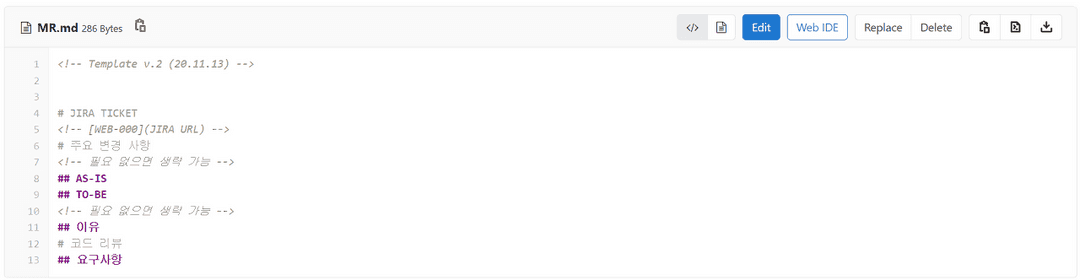 MR.md 286 Bytes
</> Edit Web IDE Replace Delete
1 <!-- Template v.2 (20.11.13) -->
2
3
4 # JIRA TICKET
5 <!-- [WEB-000](JIRA URL) -->
6 # 주요 변경 사항
7 <!-- 필요 없으면 생략 가능 -->
8 ## AS-IS
9 ## TO-BE
10 <!-- 필요 없으면 생략 가능 -->
11 ## 이유
12 # 코드 리뷰
13 ## 요구사항